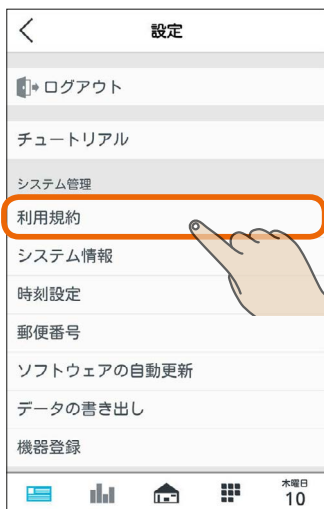 設定
ログアウト
チュートリアル
システム管理
利用規約
システム情報
時刻設定
郵便番号
ソフトウェアの自動更新
データの書き出し
機器登録
木曜日
10